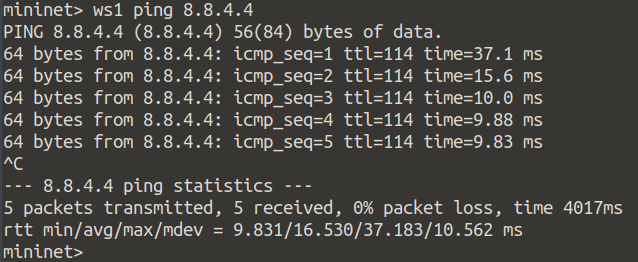 mininet> ws1 ping 8.8.4.4
PING 8.8.4.4 (8.8.4.4) 56(84) bytes of data.
64 bytes from 8.8.4.4: icmp_seq=1 ttl=114 time=37.1 ms
64 bytes from 8.8.4.4: icmp_seq=2 ttl=114 time=15.6 ms
64 bytes from 8.8.4.4: icmp_seq=3 ttl=114 time=10.0 ms
64 bytes from 8.8.4.4: icmp_seq=4 ttl=114 time=9.88 ms
64 bytes from 8.8.4.4: icmp_seq=5 ttl=114 time=9.83 ms
^C
--- 8.8.4.4 ping statistics ---
5 packets transmitted, 5 received, 0% packet loss, time 4017ms
rtt min/avg/max/mdev = 9.831/16.530/37.183/10.562 ms
mininet>